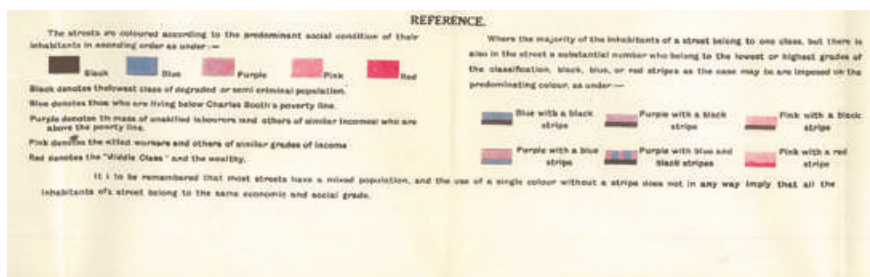 REFERENCE.
The streets are coloured according to the predominant social condition of their
inhabitants in asending order as under :—
Black Blue Purple Pink Red
Black denotes thelowest class of degraded or semi criminal population.
Blue denotes thos who are living below Charles Booth's poverty line.
Purple denotes th mass of unskilled labourers (and others of similar incomes) who are
above the poerty line.
Pink denotes the killed workers and others of similar grades of income
Red denotes the "Middle Class" and the wealthy.
Where the majority of the inhabitants of a street belong to one class, but there is
also in the street a substantial number who belong to the lowest or highest grades of
the classification, black, blue, or red stripes as the case may be are imposed on the
predominating colour, as under :—
Blue with a black
stripe
Purple with a black
stripe
Pink with a black
stripe
Purple with a blue
stripe
Purple with blue and
black stripes
Pink with a red
stripe
It i to be remembered that most streets have a mixed population, and the use of a single colour without a stripe does not in any way imply that all the
inhabitants ofa street belong to the same economic and social grade.